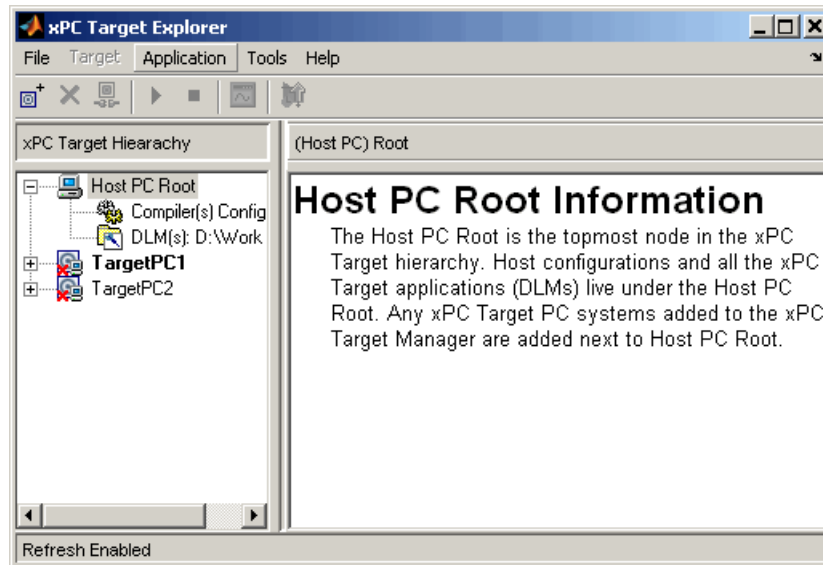 xPC Target Explorer
File Target Application Tools Help
xPC Target Hiearachy
(Host PC) Root
Host PC Root
Compiler(s) Config
DLM(s): D:\Work
TargetPC1
TargetPC2
Host PC Root Information
The Host PC Root is the topmost node in the xPC
Target hierarchy. Host configurations and all the xPC
Target applications (DLMs) live under the Host PC
Root. Any xPC Target PC systems added to the xPC
Target Manager are added next to Host PC Root.
Refresh Enabled